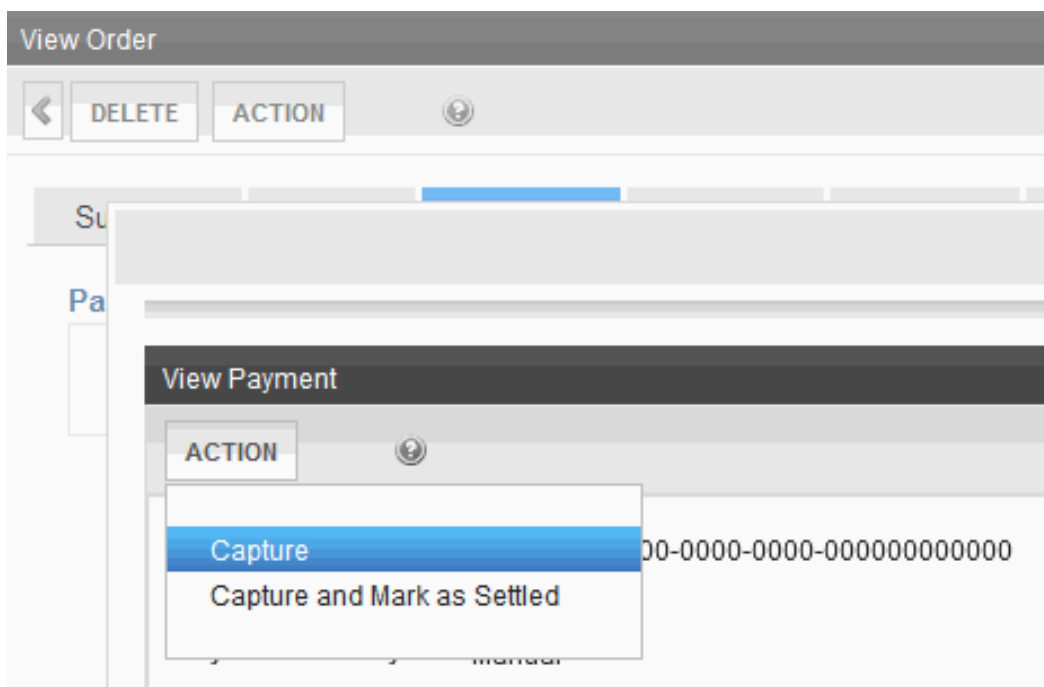 View Order
DELETE ACTION
Su
Pa
View Payment
ACTION
Capture
00-0000-0000-000000000000
Capture and Mark as Settled
Manual